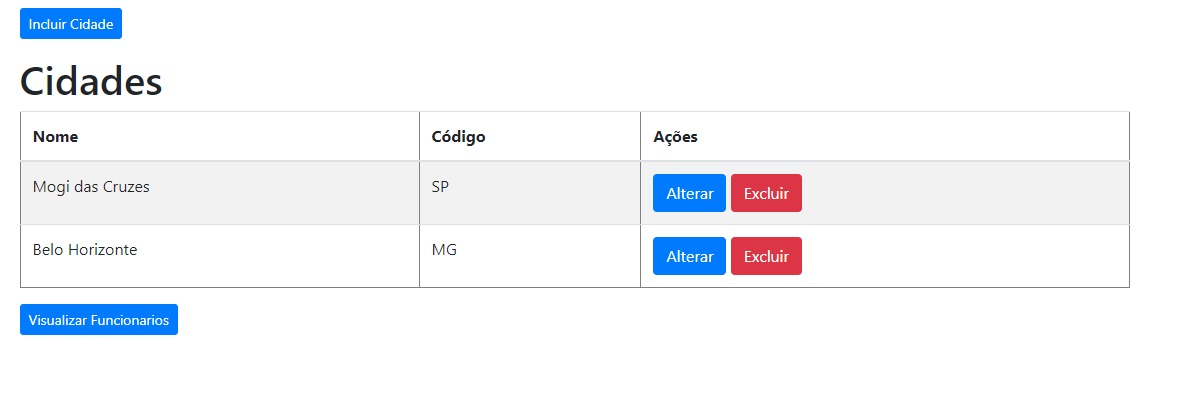 Incluir Cidade
Cidades
Nome Código Ações
Mogi das Cruzes SP Alterar Excluir
Belo Horizonte MG Alterar Excluir
Visualizar Funcionarios